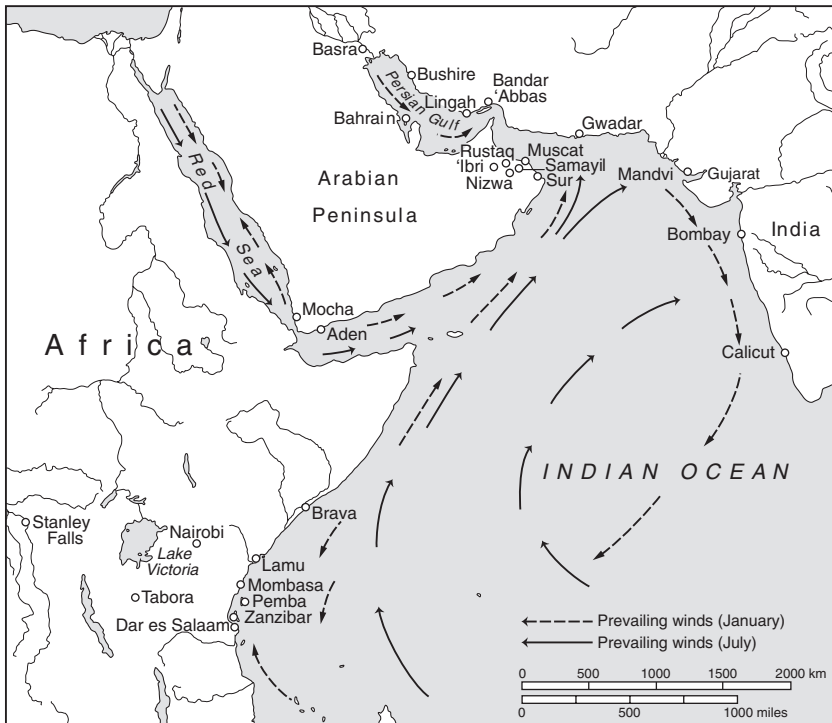 Basra
Bushire
Bandar
‘Abbas
Persian Gulf
Lingah
Bahrain
Gwadar
Rustaq
Muscat
‘Ibri
Samayil
Nizwa
Sur
Mandvi
Gujarat
Red Sea
Arabian
Peninsula
Bombay
India
Mocha
Aden
Africa
Calicut
INDIAN OCEAN
Brava
Stanley
Falls
Nairobi
Lake
Victoria
Lamu
Mombasa
Tabora
Pemba
Zanzibar
Dar es Salaam
Prevailing winds (January)
Prevailing winds (July)
0 500 1000 1500 2000 km
0 500 1000 miles